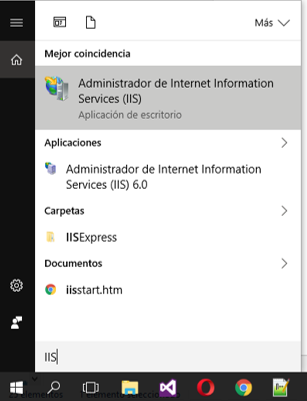 Más
Mejor coincidencia
Administrador de Internet Information
Services (IIS)
Aplicación de escritorio
Aplicaciones
Administrador de Internet Information
Services (IIS) 6.0
Carpetas
IISExpress
Documentos
iisstart.htm
IIS